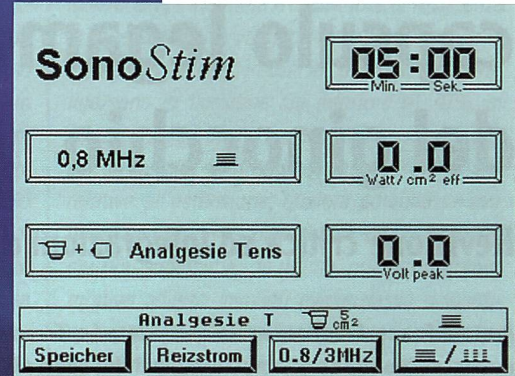 SonoStim
05:00
Min. Sek.
0,8 MHz
0.0
Watt/cm² eff
+ Analgesie Tens
0.0
Volt peak
Analgesie T 5 cm²
Speicher Reizstrom 0.8/3MHz /